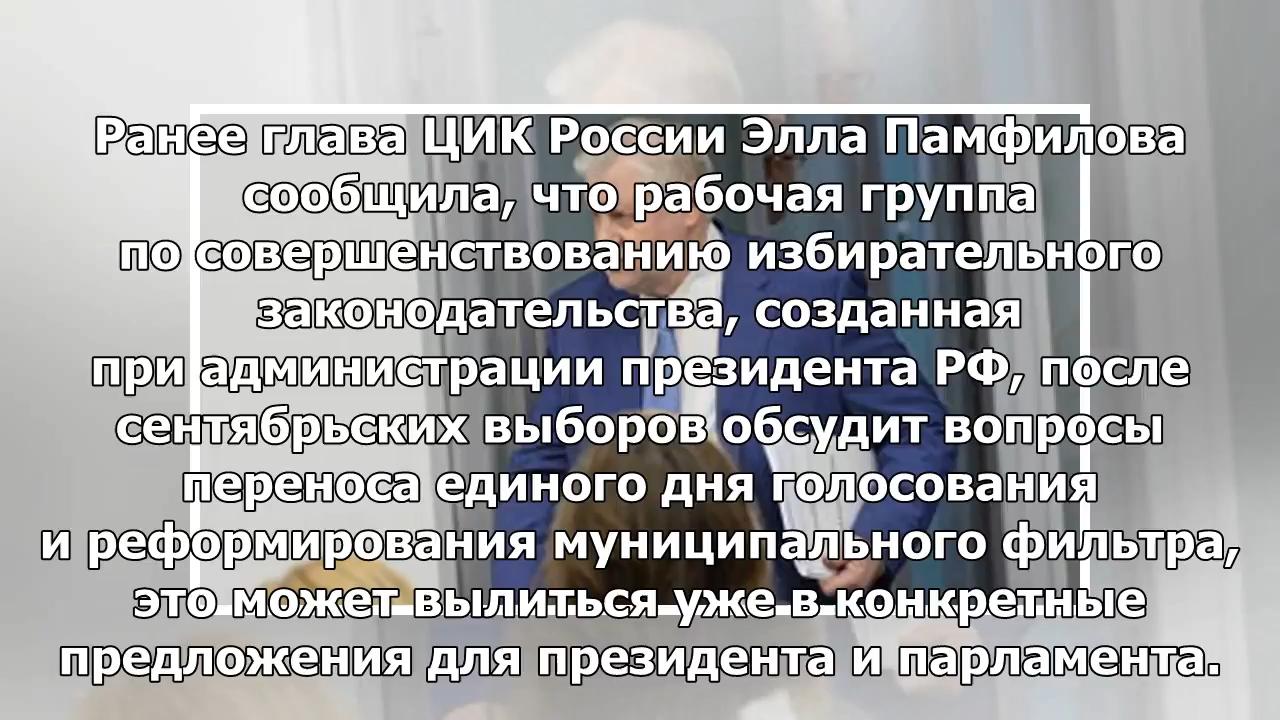 Ранее глава ЦИК России Элла Памфилова
сообщила, что рабочая группа
по совершенствованию избирательного
законодательства, созданная
при администрации президента РФ, после
сентябрьских выборов обсудит вопросы
переноса единого дня голосования
и реформирования муниципального фильтра,
это может вылиться уже в конкретные
предложения для президента и парламента.